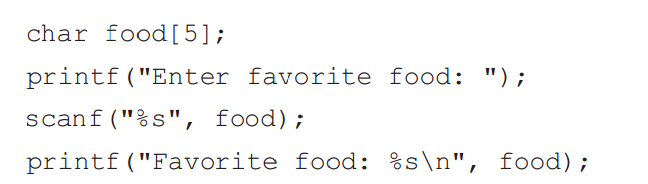 char food[5];
printf("Enter favorite food: ");
scanf("%s", food);
printf("Favorite food: %s\n", food);